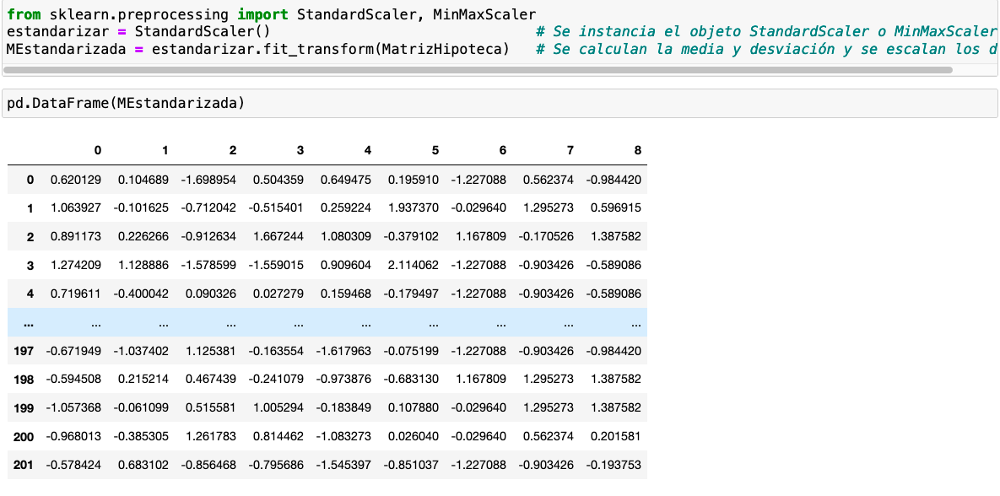 from sklearn.preprocessing import StandardScaler, MinMaxScaler
estandarizar = StandardScaler() # Se instancia el objeto StandardScaler o MinMaxScaler
MEstandarizada = estandarizar.fit_transform(MatrizHipoteca) # Se calculan la media y desviación y se escalan los d
pd.DataFrame(MEstandarizada)
0 1 2 3 4 5 6 7 8
0 0.620129 0.104689 -1.698954 0.504359 0.649475 0.195910 -1.227088 0.562374 -0.984420
1 1.063927 -0.101625 -0.712042 -0.515401 0.259224 1.937370 -0.029640 1.295273 0.596915
2 0.891173 0.226266 -0.912634 1.667244 1.080309 -0.379102 1.167809 -0.170526 1.387582
3 1.274209 1.128886 -1.578599 -1.559015 0.909604 2.114062 -1.227088 -0.903426 -0.589086
4 0.719611 -0.400042 0.090326 0.027279 0.159468 -0.179497 -1.227088 -0.903426 -0.589086
... ... ... ... ... ... ... ... ... ...
197 -0.671949 -1.037402 1.125381 -0.163554 -1.617963 -0.075199 -1.227088 -0.903426 -0.984420
198 -0.594508 0.215214 0.467439 -0.241079 -0.973876 -0.683130 1.167809 1.295273 1.387582
199 -1.057368 -0.061099 0.515581 1.005294 -0.183849 0.107880 -0.029640 1.295273 1.387582
200 -0.968013 -0.385305 1.261783 0.814462 -1.083273 0.026040 -0.029640 0.562374 0.201581
201 -0.578424 0.683102 -0.856468 -0.795686 -1.545397 -0.851037 -1.227088 -0.903426 -0.193753